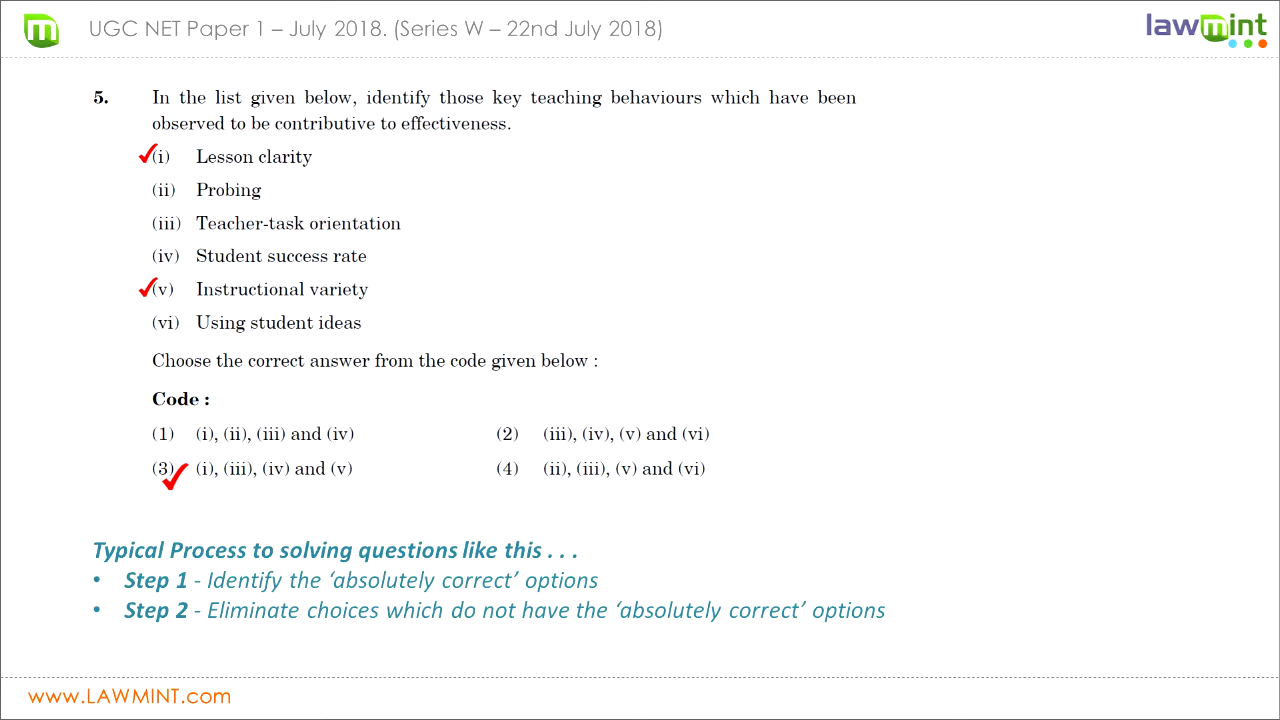 UGC NET Paper 1 – July 2018. (Series W – 22nd July 2018)
lawmint
5. In the list given below, identify those key teaching behaviours which have been
observed to be contributive to effectiveness.
(i) Lesson clarity
(ii) Probing
(iii) Teacher-task orientation
(iv) Student success rate
(v) Instructional variety
(vi) Using student ideas
Choose the correct answer from the code given below :
Code :
(1) (i), (ii), (iii) and (iv) (2) (iii), (iv), (v) and (vi)
(3) (i), (iii), (iv) and (v) (4) (ii), (iii), (v) and (vi)
Typical Process to solving questions like this . . .
• Step 1 - Identify the ‘absolutely correct’ options
• Step 2 - Eliminate choices which do not have the ‘absolutely correct’ options
www.LAWMINT.com